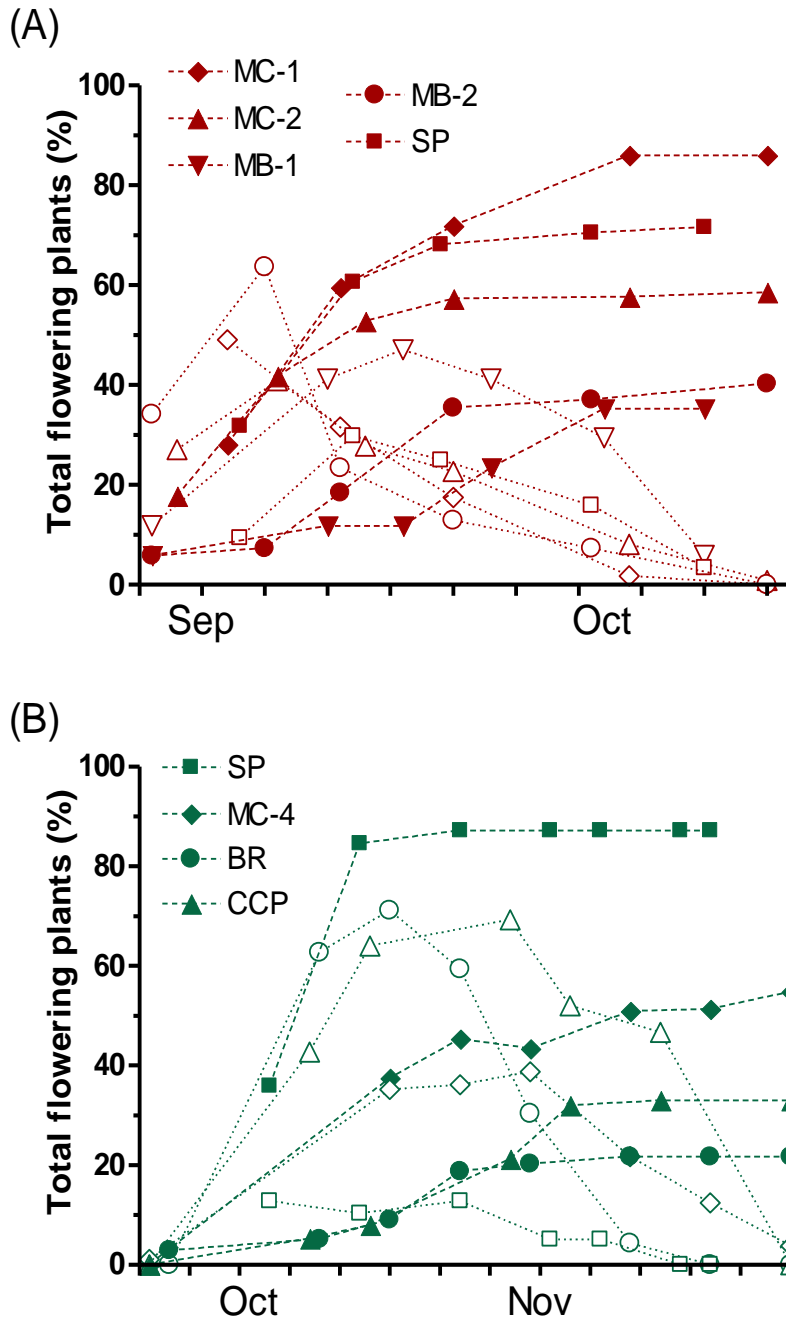 (A)
MC-1
MC-2
MB-1
MB-2
SP
Total flowering plants (%)
100
80
60
40
20
0
Sep
Oct
(B)
SP
MC-4
BR
CCP
Total flowering plants (%)
100
80
60
40
20
0
Oct
Nov